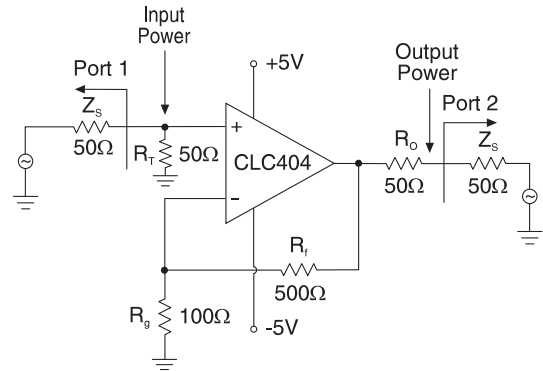 Input
Power
Output
Power
+5V
Port 1
Port 2
Z_S
50Ω
R_T
50Ω
+
CLC404
-
R_O
50Ω
Z_S
50Ω
R_f
500Ω
R_g
100Ω
-5V